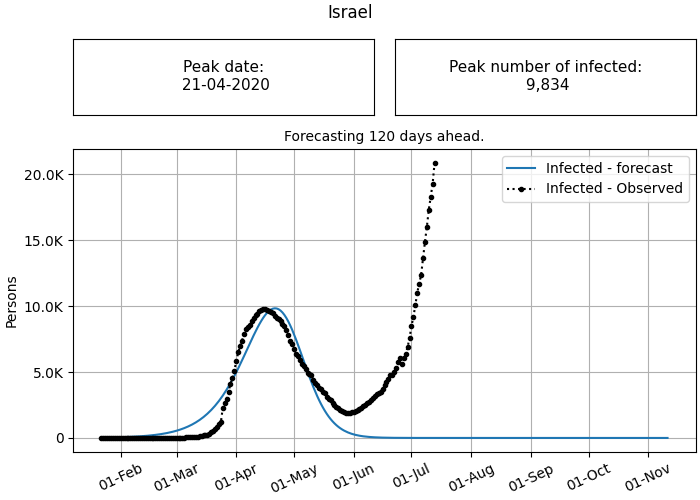 Israel
Peak date:
21-04-2020
Peak number of infected:
9,834
Forecasting 120 days ahead.
Infected - forecast
Infected - Observed
Persons
20.0K
15.0K
10.0K
5.0K
0
01-Feb
01-Mar
01-Apr
01-May
01-Jun
01-Jul
01-Aug
01-Sep
01-Oct
01-Nov